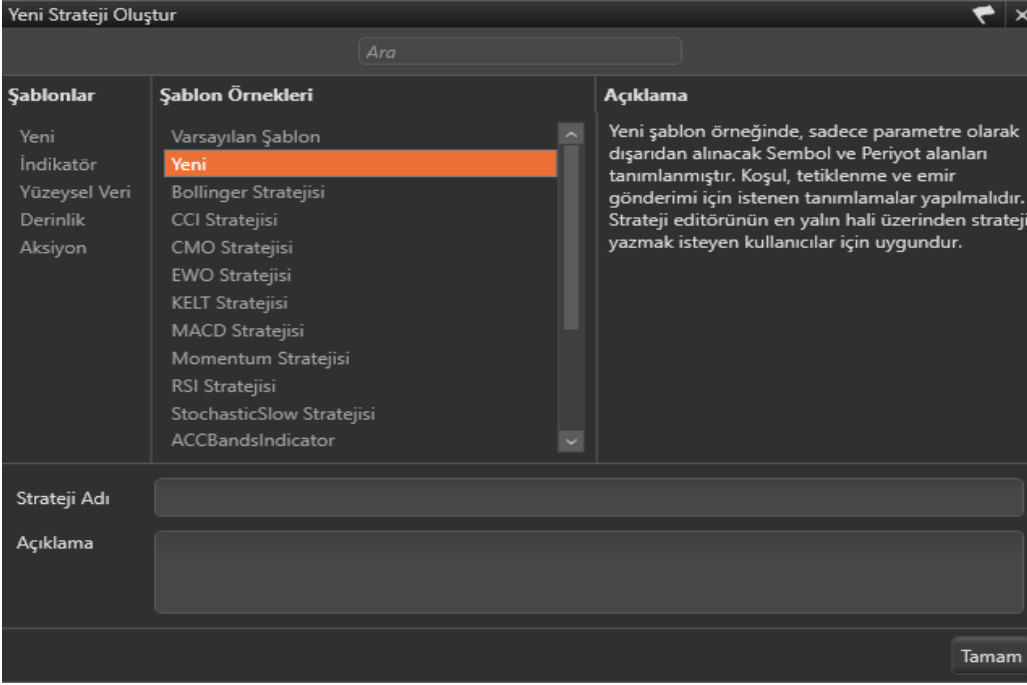 Yeni Strateji Oluştur
Ara
Şablonlar
Yeni
İndikatör
Yüzeysel Veri
Derinlik
Aksiyon
Şablon Örnekleri
Varsayılan Şablon
Yeni
Bollinger Stratejisi
CCI Stratejisi
CMO Stratejisi
EWO Stratejisi
KELT Stratejisi
MACD Stratejisi
Momentum Stratejisi
RSI Stratejisi
StochasticSlow Stratejisi
ACCBandsIndicator
Açıklama
Yeni şablon örneğinde, sadece parametre olarak
dışarıdan alınacak Sembol ve Periyot alanları
tanımlanmıştır. Koşul, tetiklenme ve emir
gönderimi için istenen tanımlamalar yapılmalıdır.
Strateji editörünün en yalın hali üzerinden strateji
yazmak isteyen kullanıcılar için uygundur.
Strateji Adı
Açıklama
Tamam